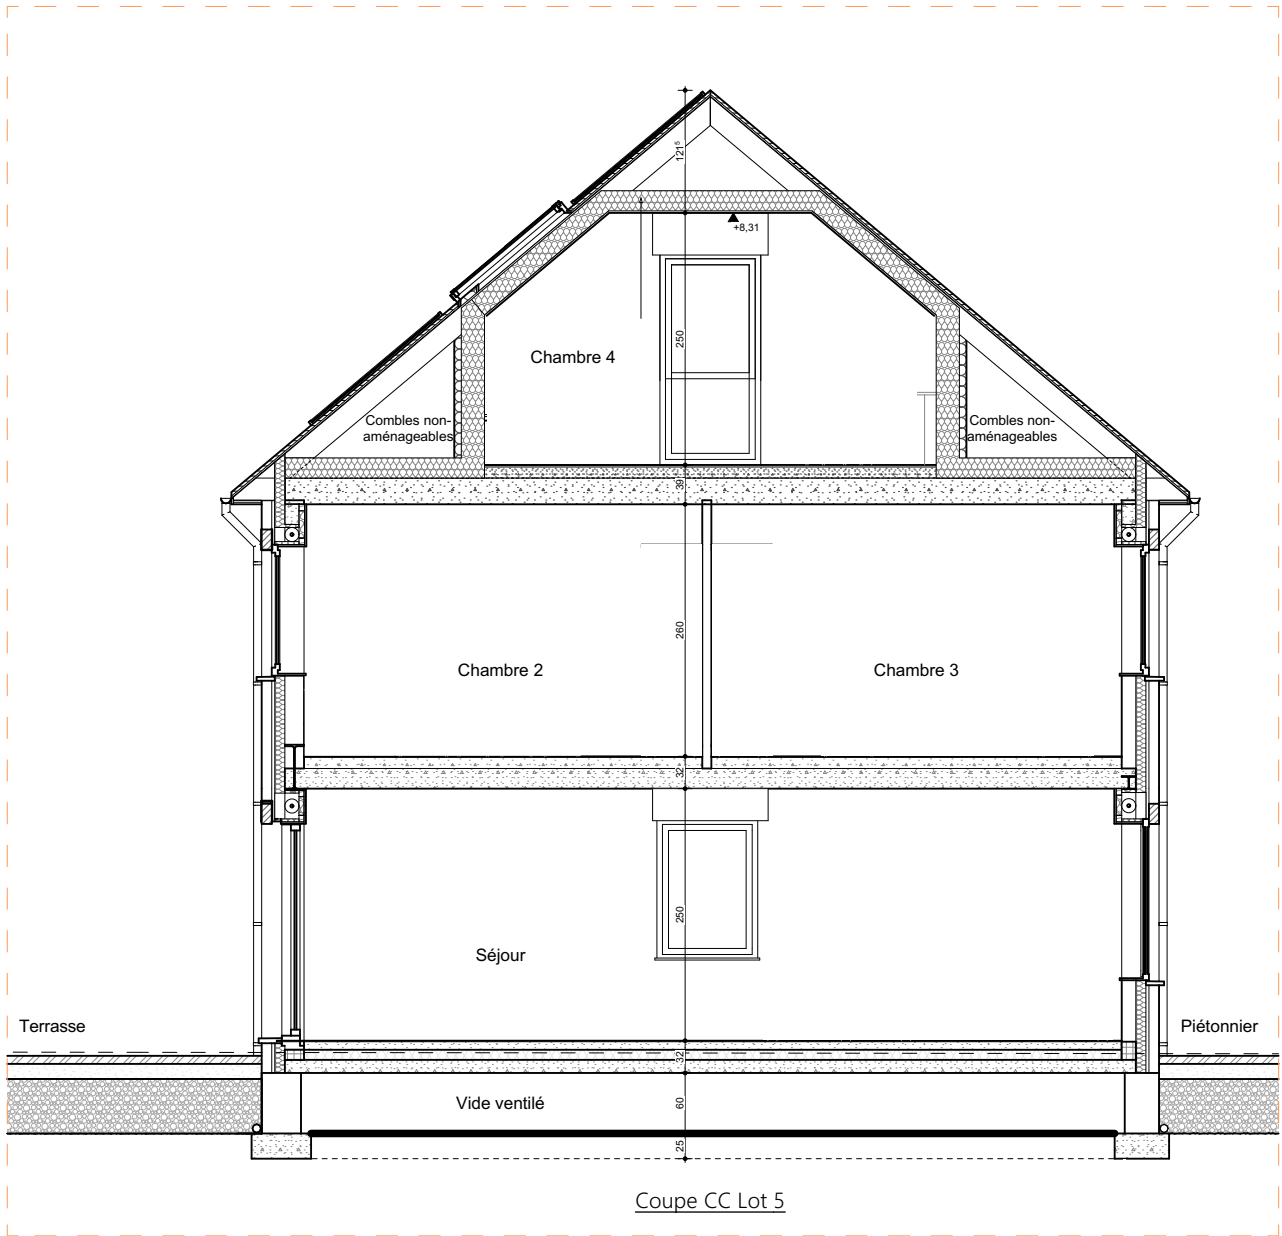 121⁵
+8,31
250
Chambre 4
Combles non-
aménageables
Combles non-
aménageables
39¹
260
Chambre 2
Chambre 3
32
250
Séjour
Terrasse
Piétonnier
32
Vide ventilé
60
25
Coupe CC Lot 5